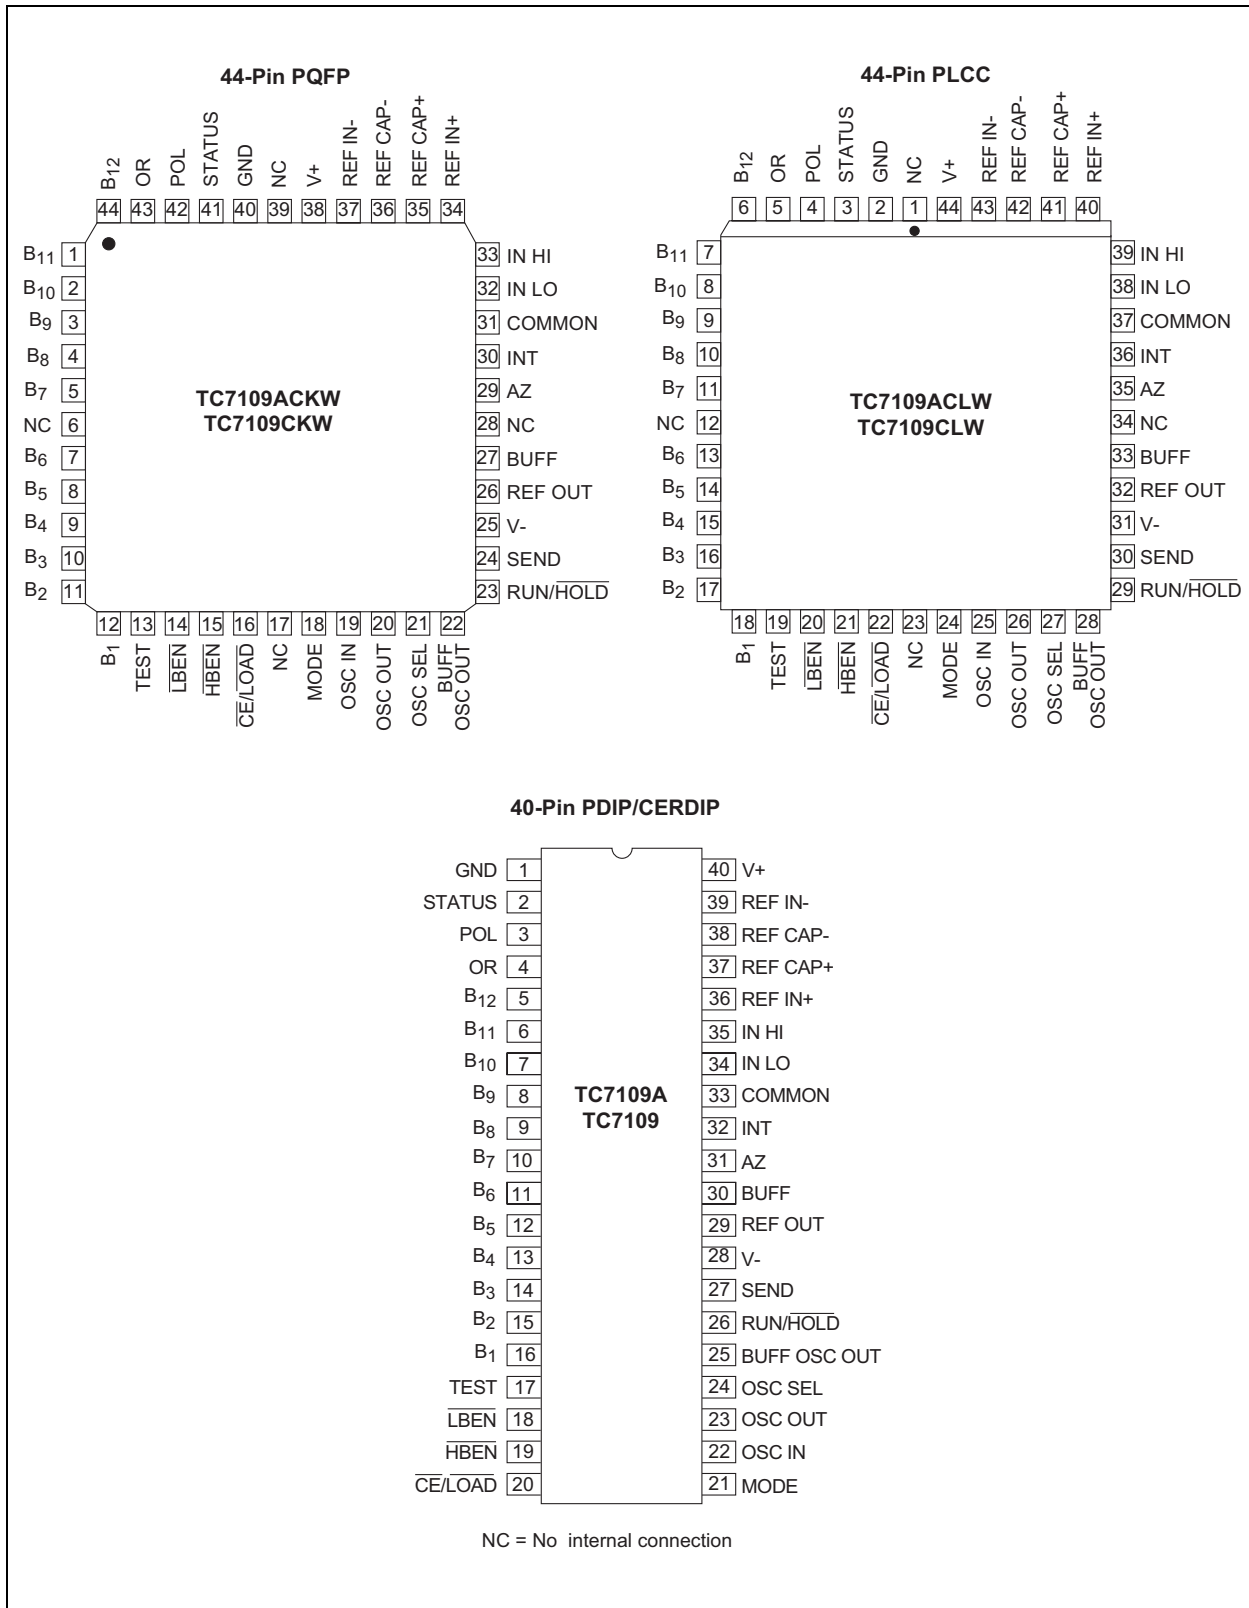 44-Pin PQFP
B12
OR
POL
STATUS
GND
NC
V+
REF IN-
REF CAP-
REF CAP+
REF IN+
44 43 42 41 40 39 38 37 36 35 34
B11 1
B10 2
B9 3
B8 4
B7 5
NC 6
B6 7
B5 8
B4 9
B3 10
B2 11
TC7109ACKW
TC7109CKW
33 IN HI
32 IN LO
31 COMMON
30 INT
29 AZ
28 NC
27 BUFF
26 REF OUT
25 V-
24 SEND
23 RUN/HOLD
12 13 14 15 16 17 18 19 20 21 22
B1
TEST
LBEN
HBEN
CE/LOAD
NC
MODE
OSC IN
OSC OUT
OSC SEL
BUFF
OSC OUT
44-Pin PLCC
B12
OR
POL
STATUS
GND
NC
V+
REF IN-
REF CAP-
REF CAP+
REF IN+
6 5 4 3 2 1 44 43 42 41 40
B11 7
B10 8
B9 9
B8 10
B7 11
NC 12
B6 13
B5 14
B4 15
B3 16
B2 17
TC7109ACLW
TC7109CLW
39 IN HI
38 IN LO
37 COMMON
36 INT
35 AZ
34 NC
33 BUFF
32 REF OUT
31 V-
30 SEND
29 RUN/HOLD
18 19 20 21 22 23 24 25 26 27 28
B1
TEST
LBEN
HBEN
CE/LOAD
NC
MODE
OSC IN
OSC OUT
OSC SEL
BUFF
OSC OUT
40-Pin PDIP/CERDIP
GND 1
STATUS 2
POL 3
OR 4
B12 5
B11 6
B10 7
B9 8
B8 9
B7 10
B6 11
B5 12
B4 13
B3 14
B2 15
B1 16
TEST 17
LBEN 18
HBEN 19
CE/LOAD 20
TC7109A
TC7109
40 V+
39 REF IN-
38 REF CAP-
37 REF CAP+
36 REF IN+
35 IN HI
34 IN LO
33 COMMON
32 INT
31 AZ
30 BUFF
29 REF OUT
28 V-
27 SEND
26 RUN/HOLD
25 BUFF OSC OUT
24 OSC SEL
23 OSC OUT
22 OSC IN
21 MODE
NC = No internal connection